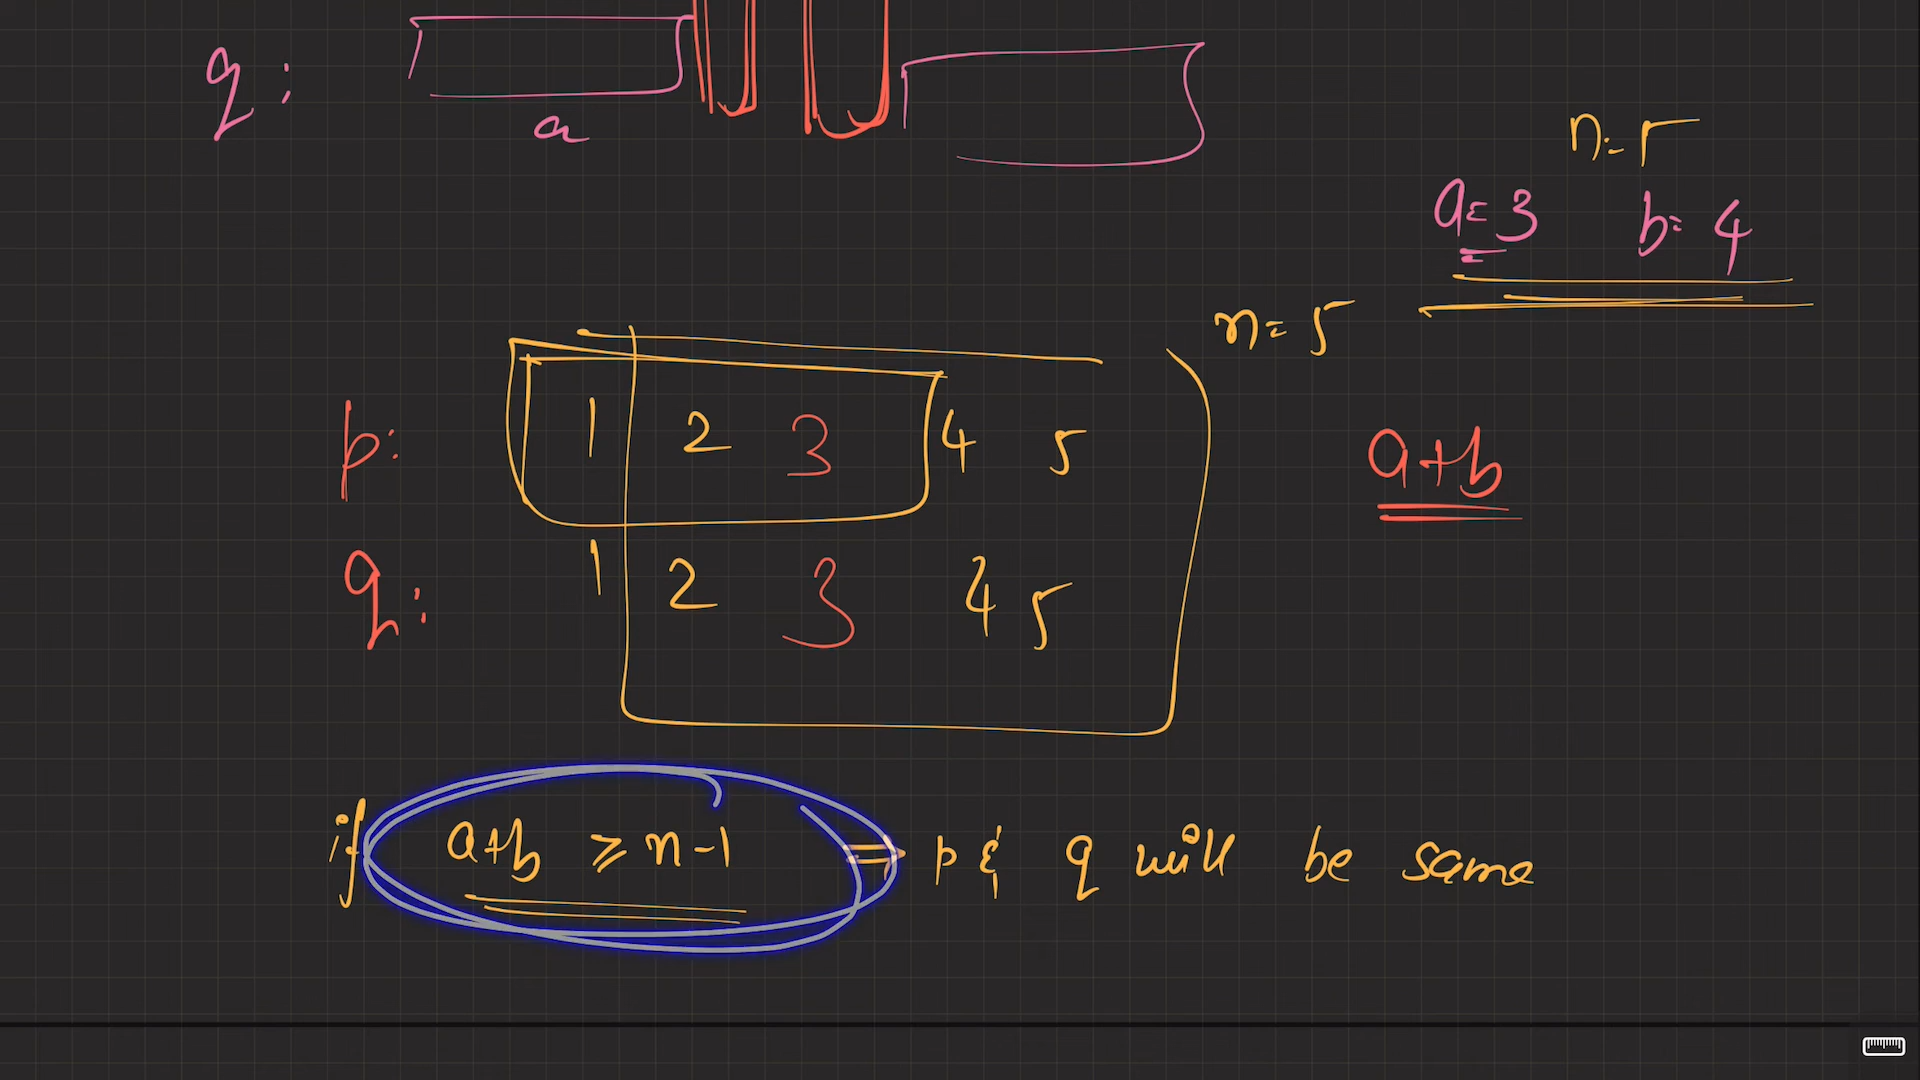 q:
a
n=5
a=3 b=4
n=5
p: 1 2 3 4 5
a+b
q: 1 2 3 4 5
if a+b ≥ n-1 ⇒ p & q will be same